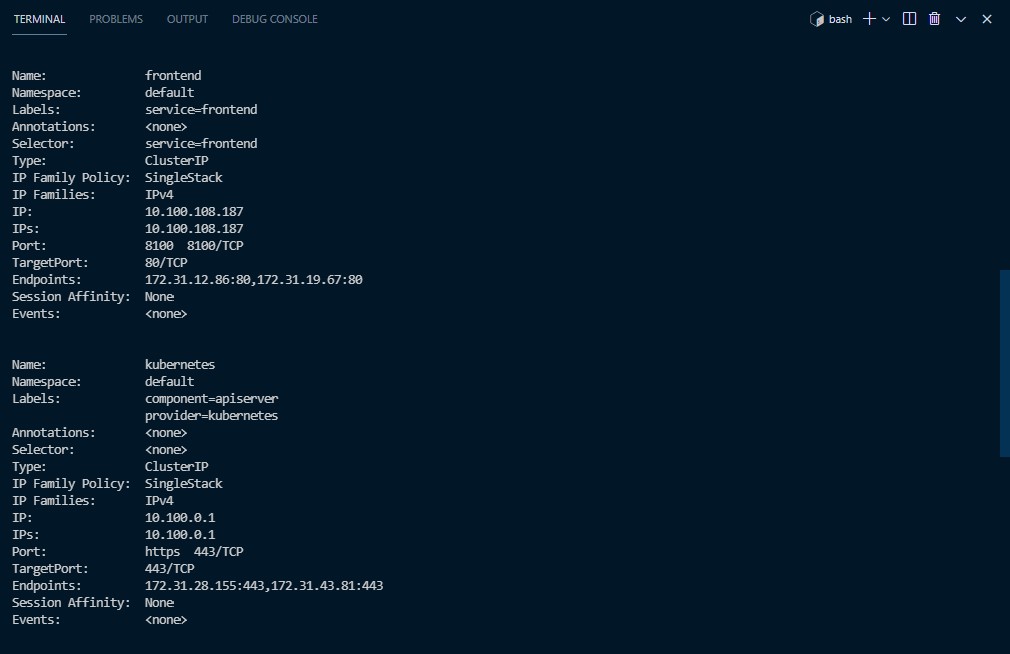 TERMINAL PROBLEMS OUTPUT DEBUG CONSOLE bash
Name: frontend
Namespace: default
Labels: service=frontend
Annotations: <none>
Selector: service=frontend
Type: ClusterIP
IP Family Policy: SingleStack
IP Families: IPv4
IP: 10.100.108.187
IPs: 10.100.108.187
Port: 8100 8100/TCP
TargetPort: 80/TCP
Endpoints: 172.31.12.86:80,172.31.19.67:80
Session Affinity: None
Events: <none>
Name: kubernetes
Namespace: default
Labels: component=apiserver
provider=kubernetes
Annotations: <none>
Selector: <none>
Type: ClusterIP
IP Family Policy: SingleStack
IP Families: IPv4
IP: 10.100.0.1
IPs: 10.100.0.1
Port: https 443/TCP
TargetPort: 443/TCP
Endpoints: 172.31.28.155:443,172.31.43.81:443
Session Affinity: None
Events: <none>